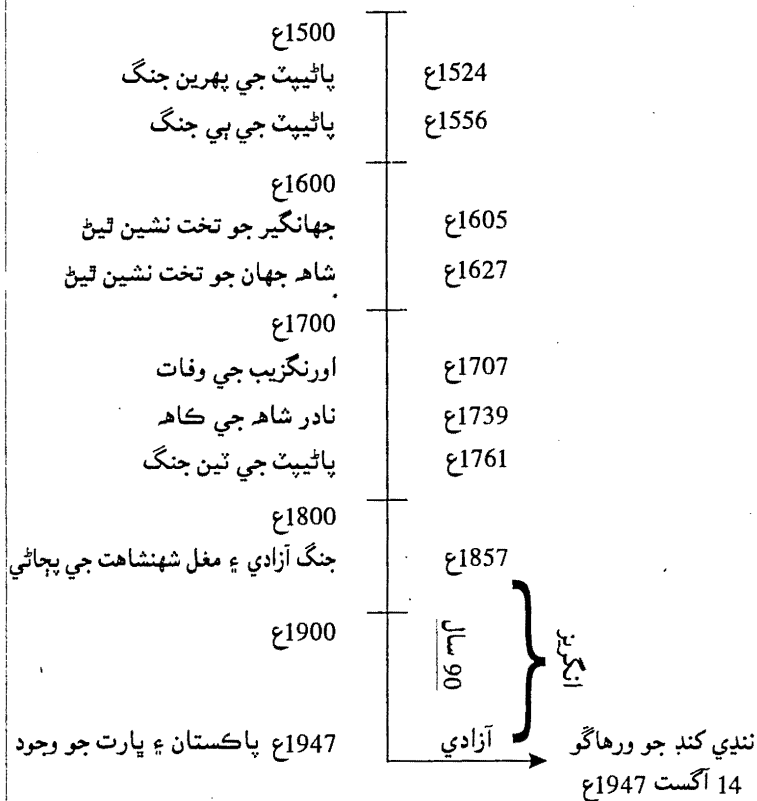 1500ع
پاڻيپٽ جي پهرين جنگ 1524ع
پاڻيپٽ جي ٻي جنگ 1556ع
1600ع
جهانگير جو تخت نشين ٿيڻ 1605ع
شاهه جهان جو تخت نشين ٿيڻ 1627ع
1700ع
اورنگزيب جي وفات 1707ع
نادر شاهه جي ڪاهه 1739ع
پاڻيپٽ جي ٽين جنگ 1761ع
1800ع
جنگ آزادي ۽ مغل شهنشاهت جي پڄاڻي 1857ع
1900ع
90 سال
انگريز
1947ع پاڪستان ۽ ڀارت جو وجود
آزادي
ننڍي کنڊ جو ورهاڱو
14 آگست 1947ع